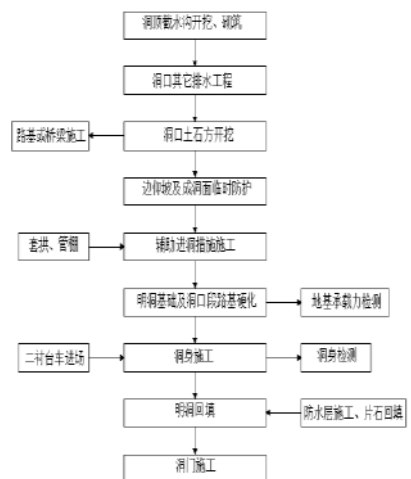 洞顶截水沟开挖、砌筑
洞口其它排水工程
路基或桥梁施工
洞口土石方开挖
边仰坡及成洞面临时防护
套拱、管棚
辅助进洞措施施工
明洞基础及洞口段路基硬化
地基承载力检测
二衬台车进场
洞身施工
洞身检测
明洞回填
防水层施工、片石回填
洞门施工